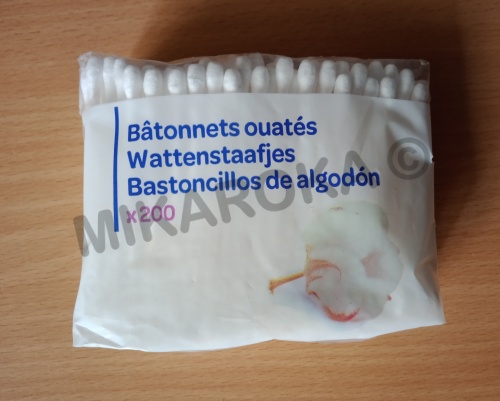 Bâtonnets ouatés
Wattenstaafjes
Bastoncillos de algodón
x200
MIKAROKA ©